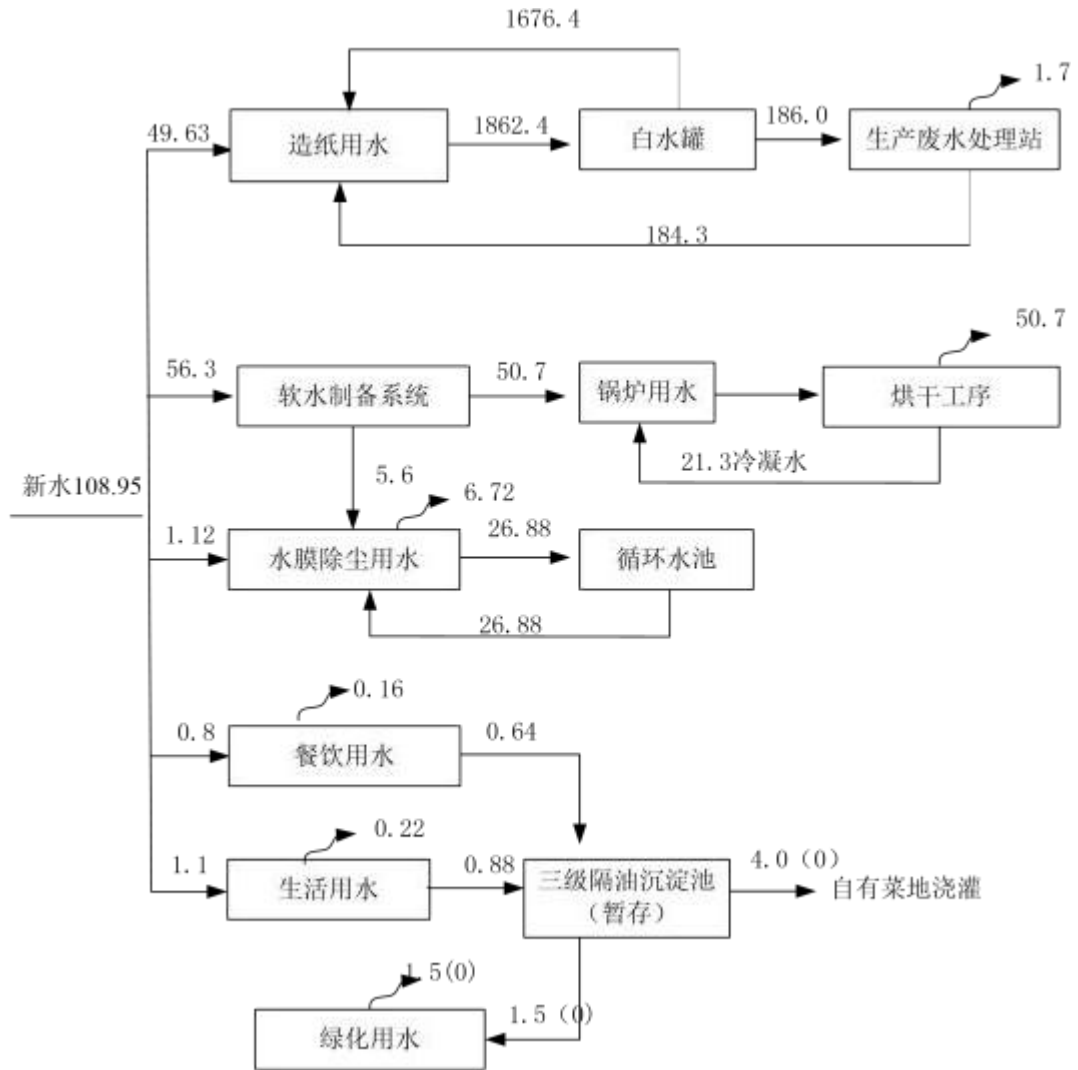 1676.4
1.7
49.63
造纸用水
1862.4
白水罐
186.0
生产废水处理站
184.3
50.7
56.3
软水制备系统
50.7
锅炉用水
烘干工序
21.3冷凝水
新水108.95
5.6
6.72
1.12
水膜除尘用水
26.88
循环水池
26.88
0.16
0.8
餐饮用水
0.64
0.22
1.1
生活用水
0.88
三级隔油沉淀池
（暂存）
4.0（0）
自有菜地浇灌
1.5(0)
绿化用水
1.5（0）